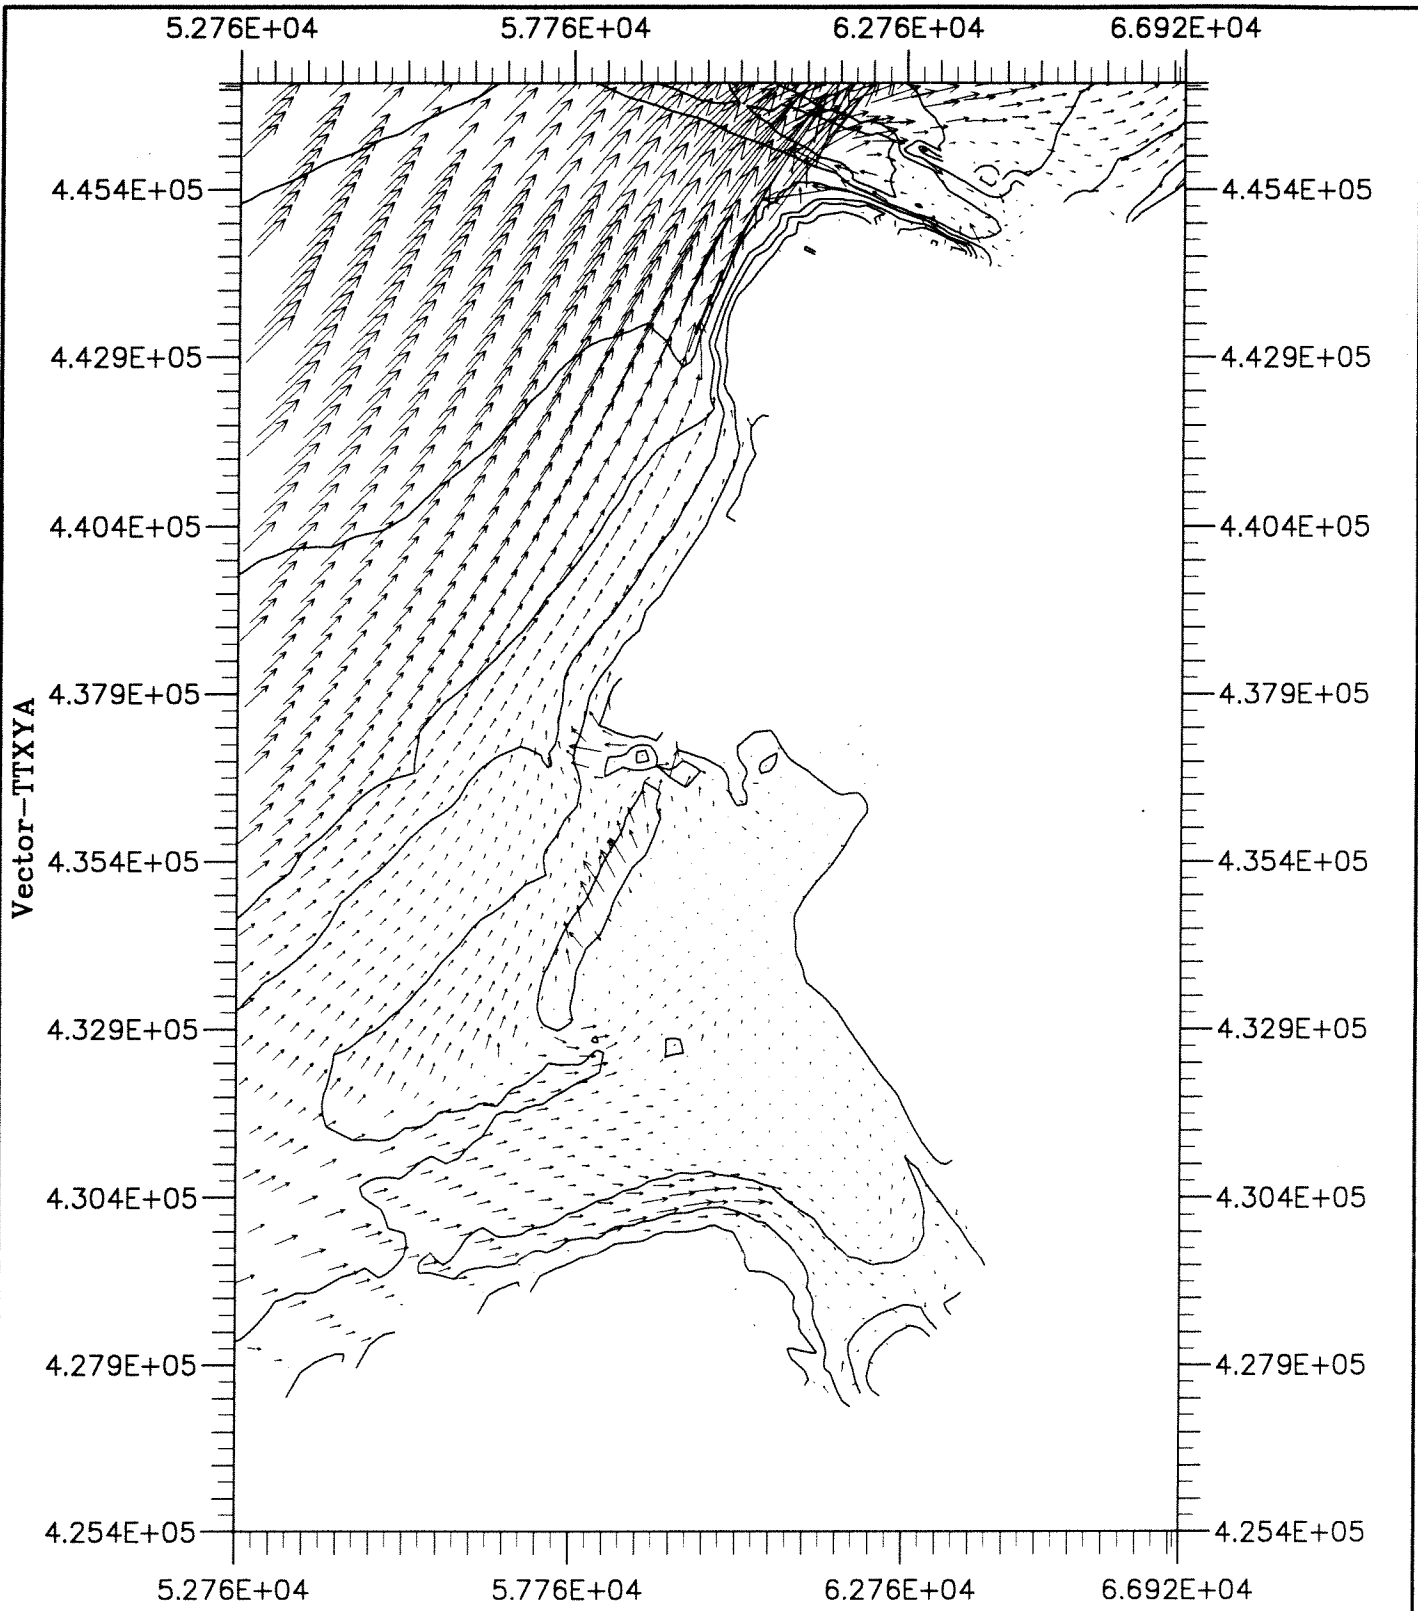 5.276E+04 5.776E+04 6.276E+04 6.692E+04
4.454E+05 4.454E+05
4.429E+05 4.429E+05
4.404E+05 4.404E+05
4.379E+05 4.379E+05
Vector-TTXYA
4.354E+05 4.354E+05
4.329E+05 4.329E+05
4.304E+05 4.304E+05
4.279E+05 4.279E+05
4.254E+05 4.254E+05
5.276E+04 5.776E+04 6.276E+04 6.692E+04